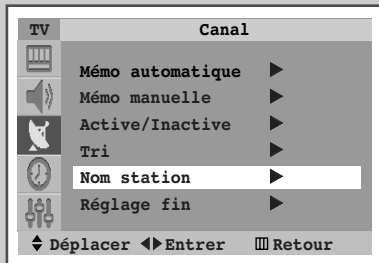 TV Canal
Mémo automatique
Mémo manuelle
Active/Inactive
Tri
Nom station
Réglage fin
Déplacer Entrer Retour